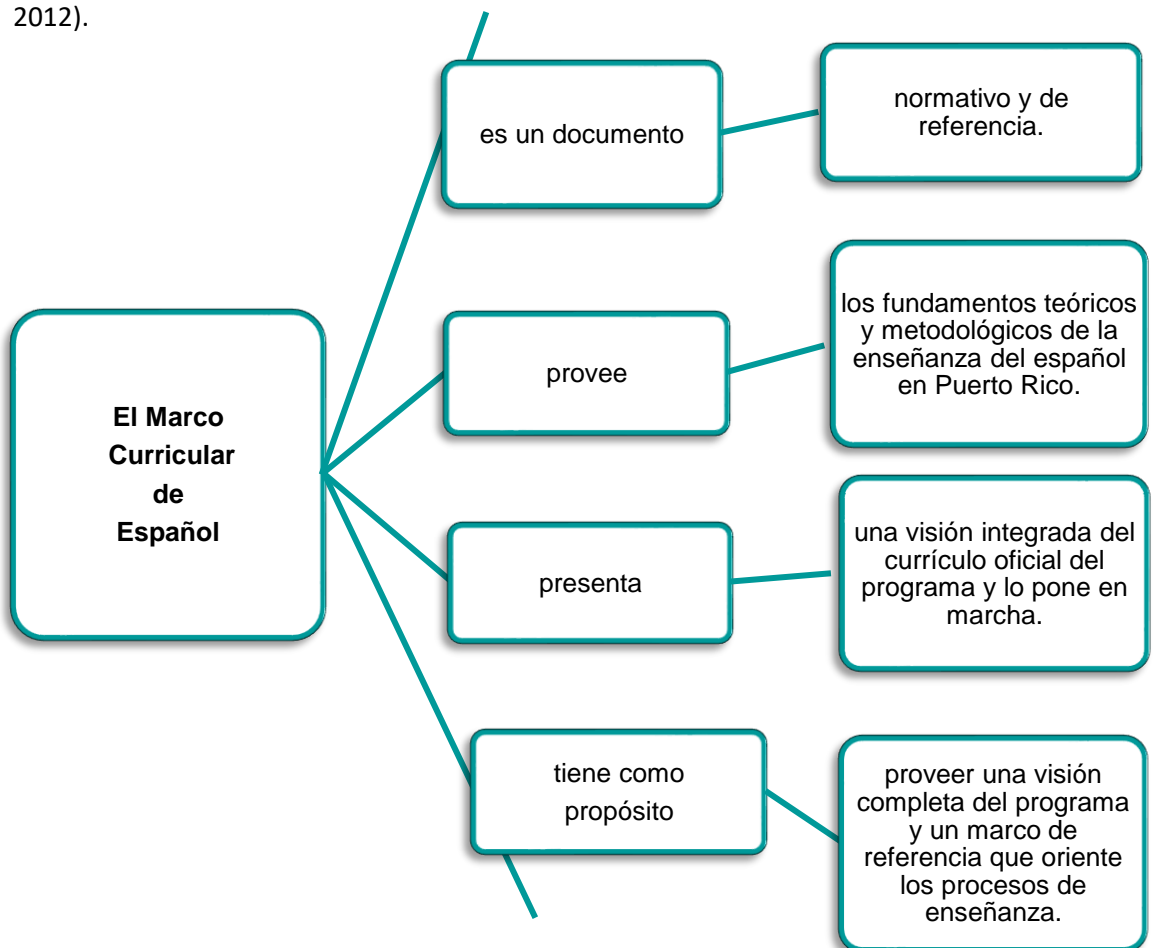 2012).
El Marco
Curricular
de
Español
es un documento
normativo y de
referencia.
provee
los fundamentos teóricos
y metodológicos de la
enseñanza del español
en Puerto Rico.
presenta
una visión integrada del
currículo oficial del
programa y lo pone en
marcha.
tiene como
propósito
proveer una visión
completa del programa
y un marco de
referencia que oriente
los procesos de
enseñanza.